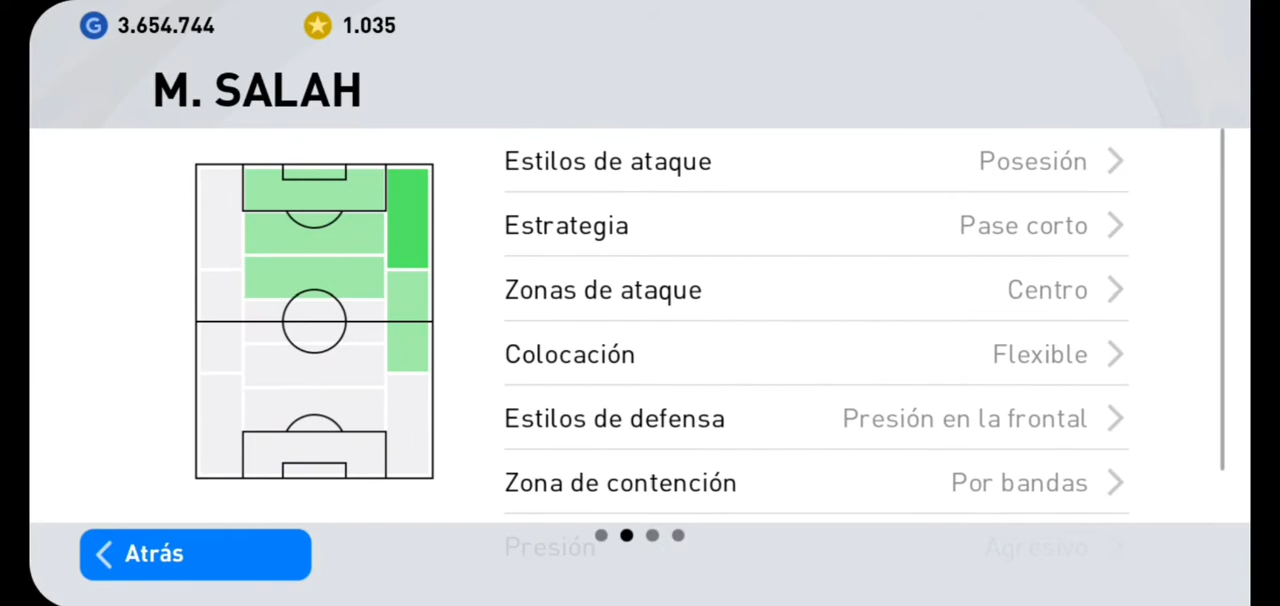 G 3.654.744 1.035
M. SALAH
Estilos de ataque Posesión
Estrategia Pase corto
Zonas de ataque Centro
Colocación Flexible
Estilos de defensa Presión en la frontal
Zona de contención Por bandas
Presión Agresivo
Atrás